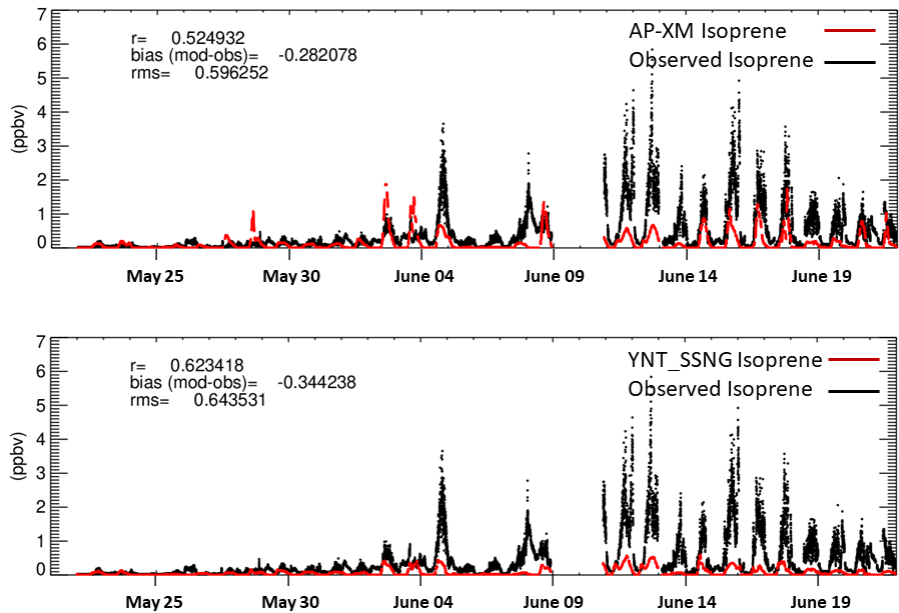 7
6
5
4
3
2
1
0
(ppbv)
r= 0.524932
bias (mod-obs)= -0.282078
rms= 0.596252
AP-XM Isoprene
Observed Isoprene
May 25 May 30 June 04 June 09 June 14 June 19
7
6
5
4
3
2
1
0
(ppbv)
r= 0.623418
bias (mod-obs)= -0.344238
rms= 0.643531
YNT_SSNG Isoprene
Observed Isoprene
May 25 May 30 June 04 June 09 June 14 June 19